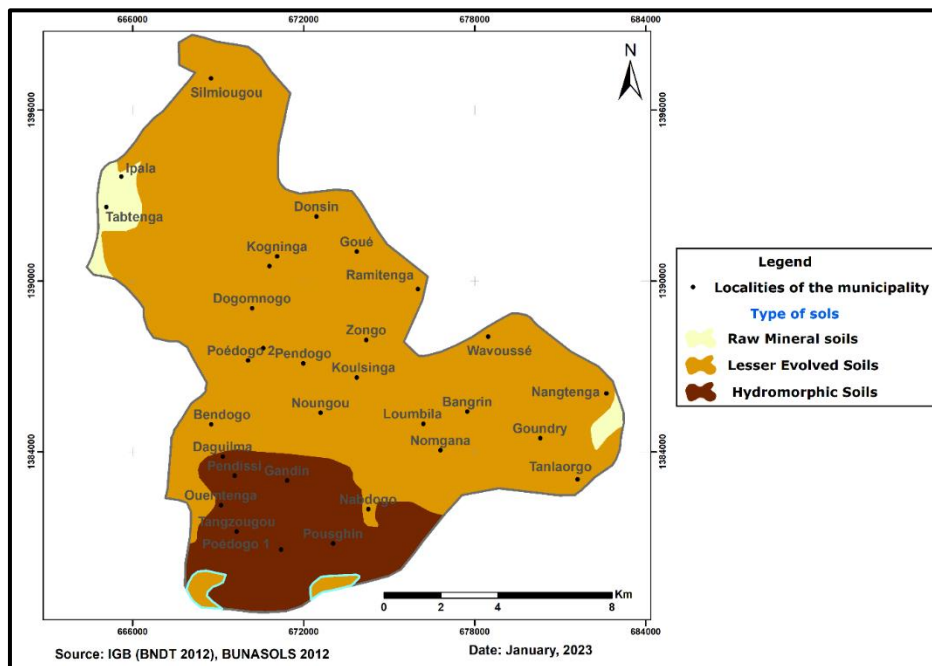 666000
672000
678000
684000
N
1396000
1396000
Silmiougou
Ipala
Tabtenga
Donsin
Goué
Kogninga
Ramitenga
1390000
1390000
Dogomnogo
Zongo
Wavoussé
Poédogo 2
Pendogo
Koulsinga
Nangtenga
Noungou
Bangrin
Loumbila
Bendogo
Goundry
Nomgana
1384000
1384000
Daguilma
Pendissi
Gandin
Tanlaorgo
Ouemtenga
Nabdogo
Tangzougou
Poédogo 1
Pousghin
Legend
Localities of the municipality
Type of sols
Raw Mineral soils
Lesser Evolved Soils
Hydromorphic Soils
Km
0 2 4 8
666000
672000
678000
684000
Source: IGB (BNDT 2012), BUNASOLS 2012
Date: January, 2023